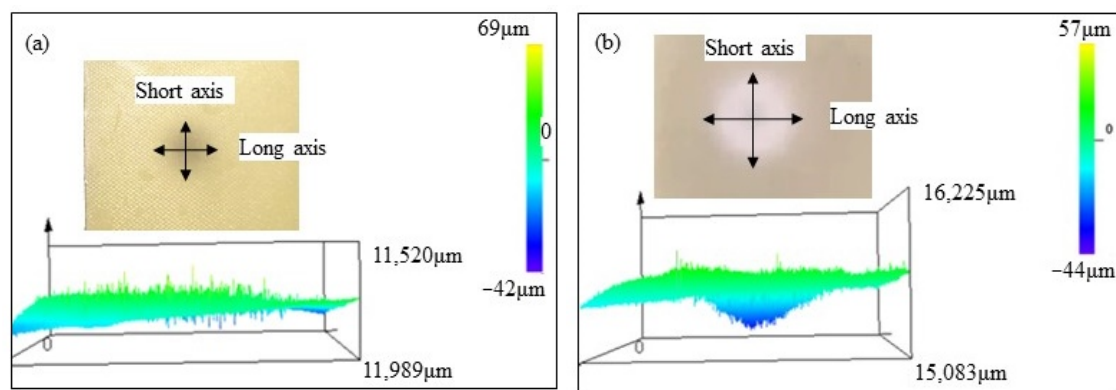 (a)
69µm
Short axis
Long axis
0
−42µm
11,520µm
0
11,989µm
(b)
57µm
Short axis
Long axis
0
−44µm
16,225µm
0
15,083µm